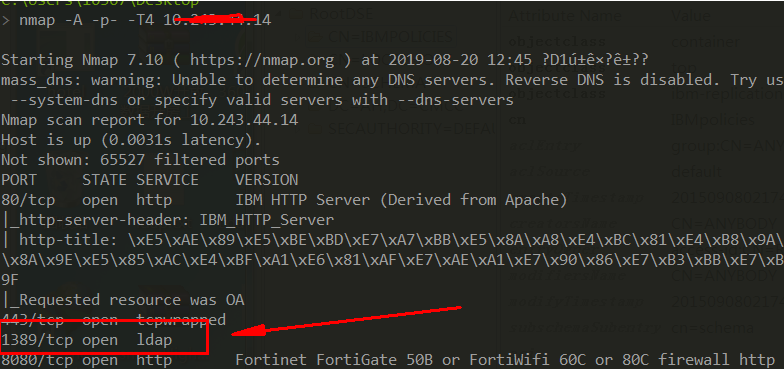 > nmap -A -p- -T4 10.243.44.14
Starting Nmap 7.10 ( https://nmap.org ) at 2019-08-20 12:45 ?D1ú±ê×?ê±??
mass_dns: warning: Unable to determine any DNS servers. Reverse DNS is disabled. Try us
--system-dns or specify valid servers with --dns-servers
Nmap scan report for 10.243.44.14
Host is up (0.0031s latency).
Not shown: 65527 filtered ports
PORT STATE SERVICE VERSION
80/tcp open http IBM HTTP Server (Derived from Apache)
|_http-server-header: IBM_HTTP_Server
| http-title: \xE5\xAE\x89\xE5\xBE\xBD\xE7\xA7\xBB\xE5\x8A\xA8\xE4\xBC\x81\xE4\xB8\x9A\
\x8A\x9E\xE5\x85\xAC\xE4\xBF\xA1\xE6\x81\xAF\xE7\xAE\xA1\xE7\x90\x86\xE7\xB3\xBB\xE7\xB
9F
|_Requested resource was OA
443/tcp open tcpwrapped
1389/tcp open ldap
8080/tcp open http Fortinet FortiGate 50B or FortiWifi 60C or 80C firewall http